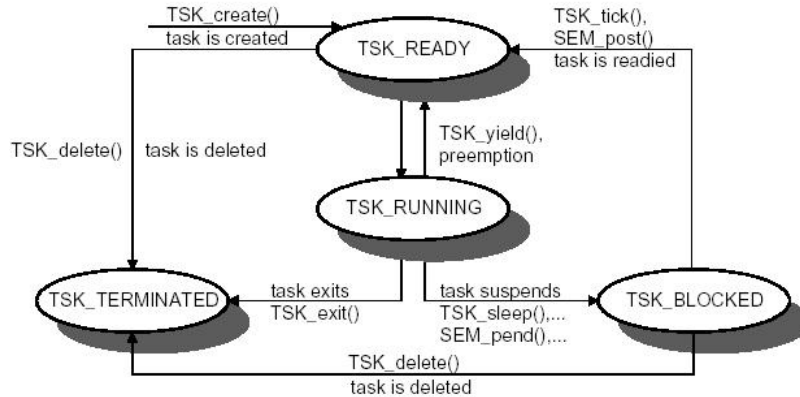 TSK_create()
task is created
TSK_READY
TSK_tick(),
SEM_post()
task is readied
TSK_delete()
task is deleted
TSK_yield(),
preemption
TSK_RUNNING
TSK_TERMINATED
task exits
TSK_exit()
task suspends
TSK_sleep(),...
SEM_pend(),...
TSK_BLOCKED
TSK_delete()
task is deleted